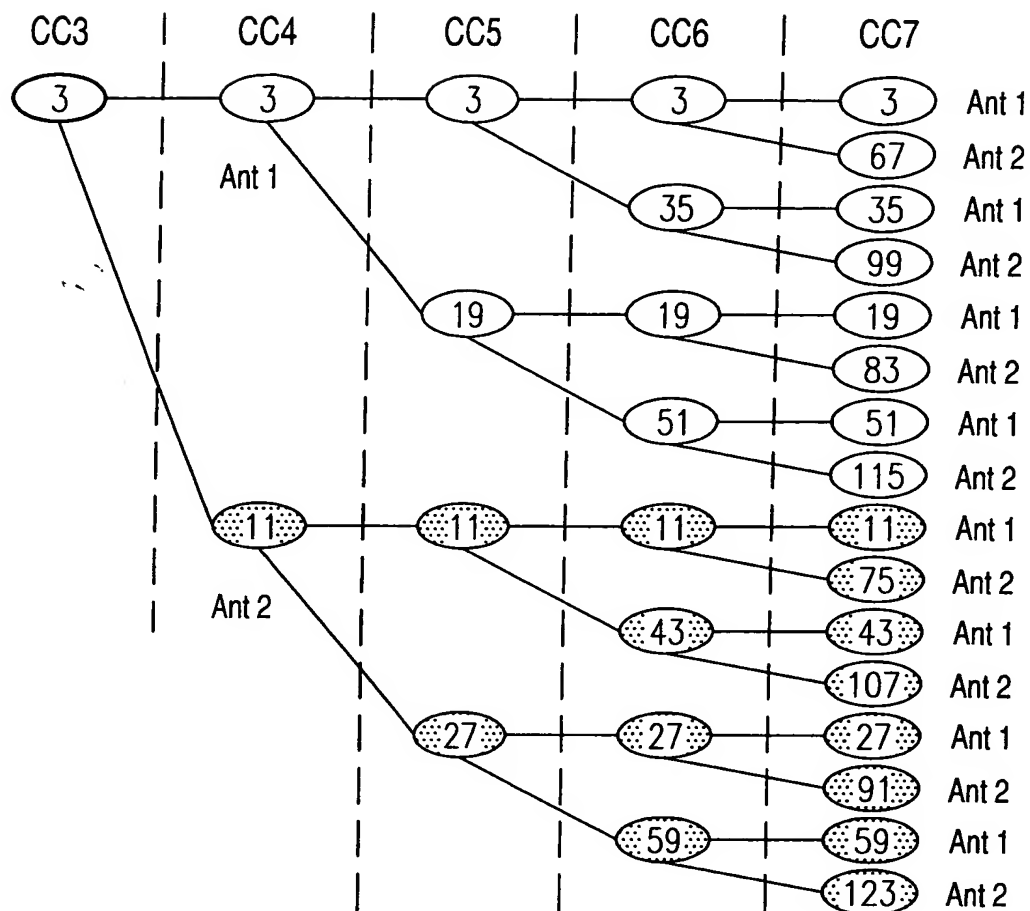 CC3 CC4 CC5 CC6 CC7
3 3 3 3 3 Ant 1
67 Ant 2
Ant 1
35 35 Ant 1
99 Ant 2
19 19 19 Ant 1
83 Ant 2
51 51 Ant 1
115 Ant 2
11 11 11 11 Ant 1
75 Ant 2
Ant 2
43 43 Ant 1
107 Ant 2
27 27 27 Ant 1
91 Ant 2
59 59 Ant 1
123 Ant 2